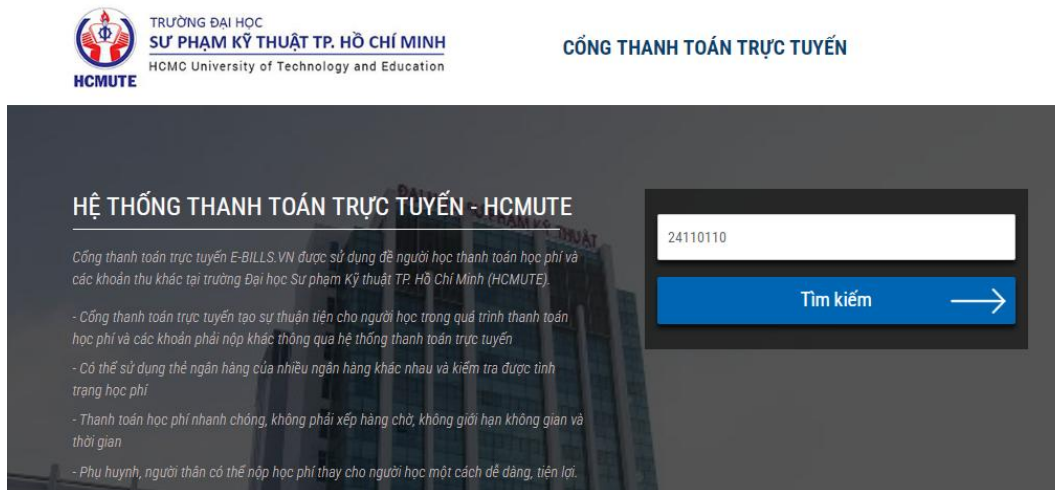 TRƯỜNG ĐẠI HỌC
SƯ PHẠM KỸ THUẬT TP. HỒ CHÍ MINH
HCMC University of Technology and Education
HCMUTE
CỔNG THANH TOÁN TRỰC TUYẾN
HỆ THỐNG THANH TOÁN TRỰC TUYẾN - HCMUTE
Cổng thanh toán trực tuyến E-BILLS.VN được sử dụng để người học thanh toán học phí và
các khoản thu khác tại trường Đại học Sư phạm Kỹ thuật TP. Hồ Chí Minh (HCMUTE).
- Cổng thanh toán trực tuyến tạo sự thuận tiện cho người học trong quá trình thanh toán
học phí và các khoản phải nộp khác thông qua hệ thống thanh toán trực tuyến
- Có thể sử dụng thẻ ngân hàng của nhiều ngân hàng khác nhau và kiểm tra được tình
trạng học phí
- Thanh toán học phí nhanh chóng, không phải xếp hàng chờ, không giới hạn không gian và
thời gian
- Phụ huynh, người thân có thể nộp học phí thay cho người học một cách dễ dàng, tiện lợi.
24110110
Tìm kiếm